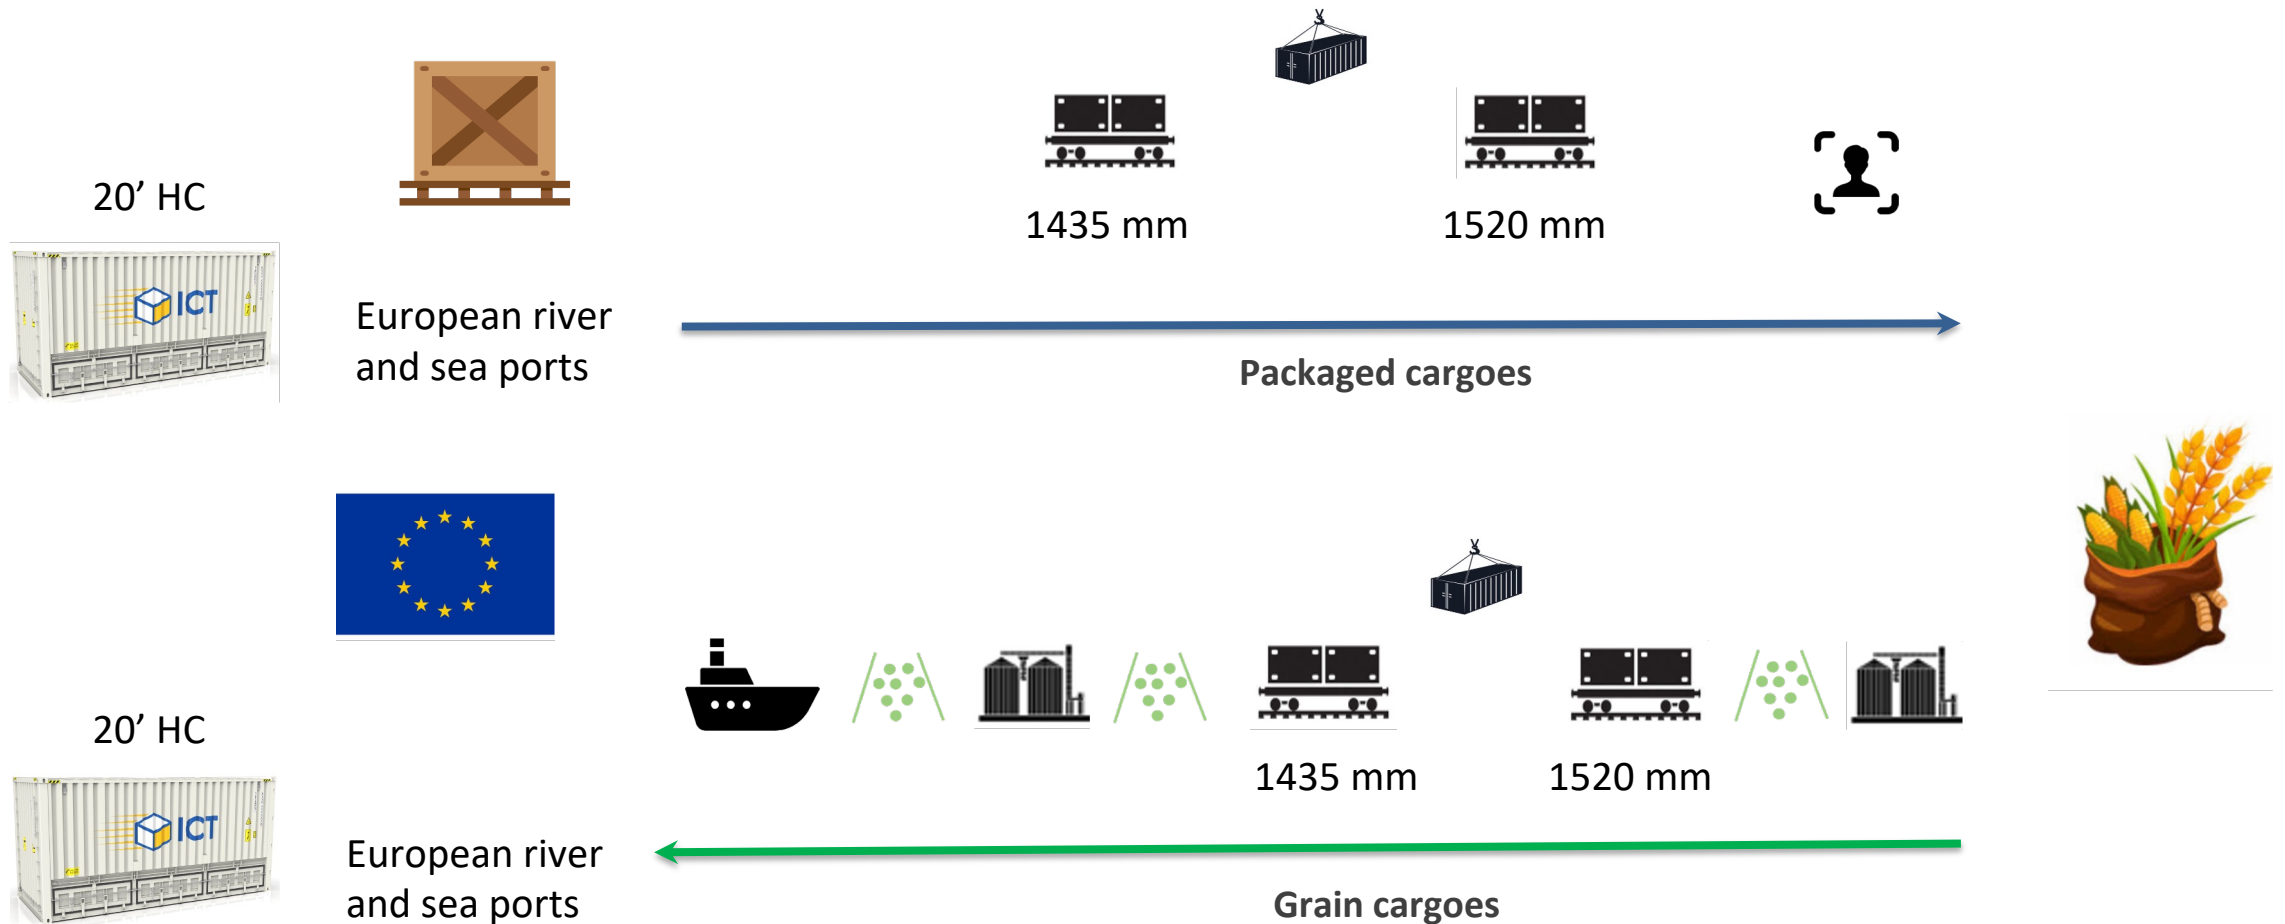 20’ HC
ICT
European river
and sea ports
1435 mm
1520 mm
Packaged cargoes
20’ HC
ICT
European river
and sea ports
1435 mm
1520 mm
Grain cargoes